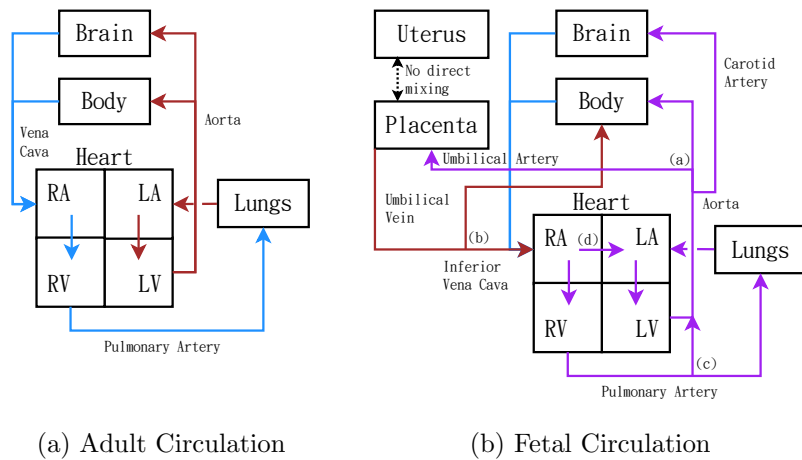 Brain
Body
Vena
Cava
Aorta
Heart
RA
LA
RV
LV
Lungs
Pulmonary Artery
(a) Adult Circulation
Uterus
No direct
mixing
Placenta
Brain
Body
Carotid
Artery
Umbilical Artery
(a)
Umbilical
Vein
(b)
Heart
Aorta
Inferior
Vena Cava
RA
(d)
LA
RV
LV
Lungs
(c)
Pulmonary Artery
(b) Fetal Circulation